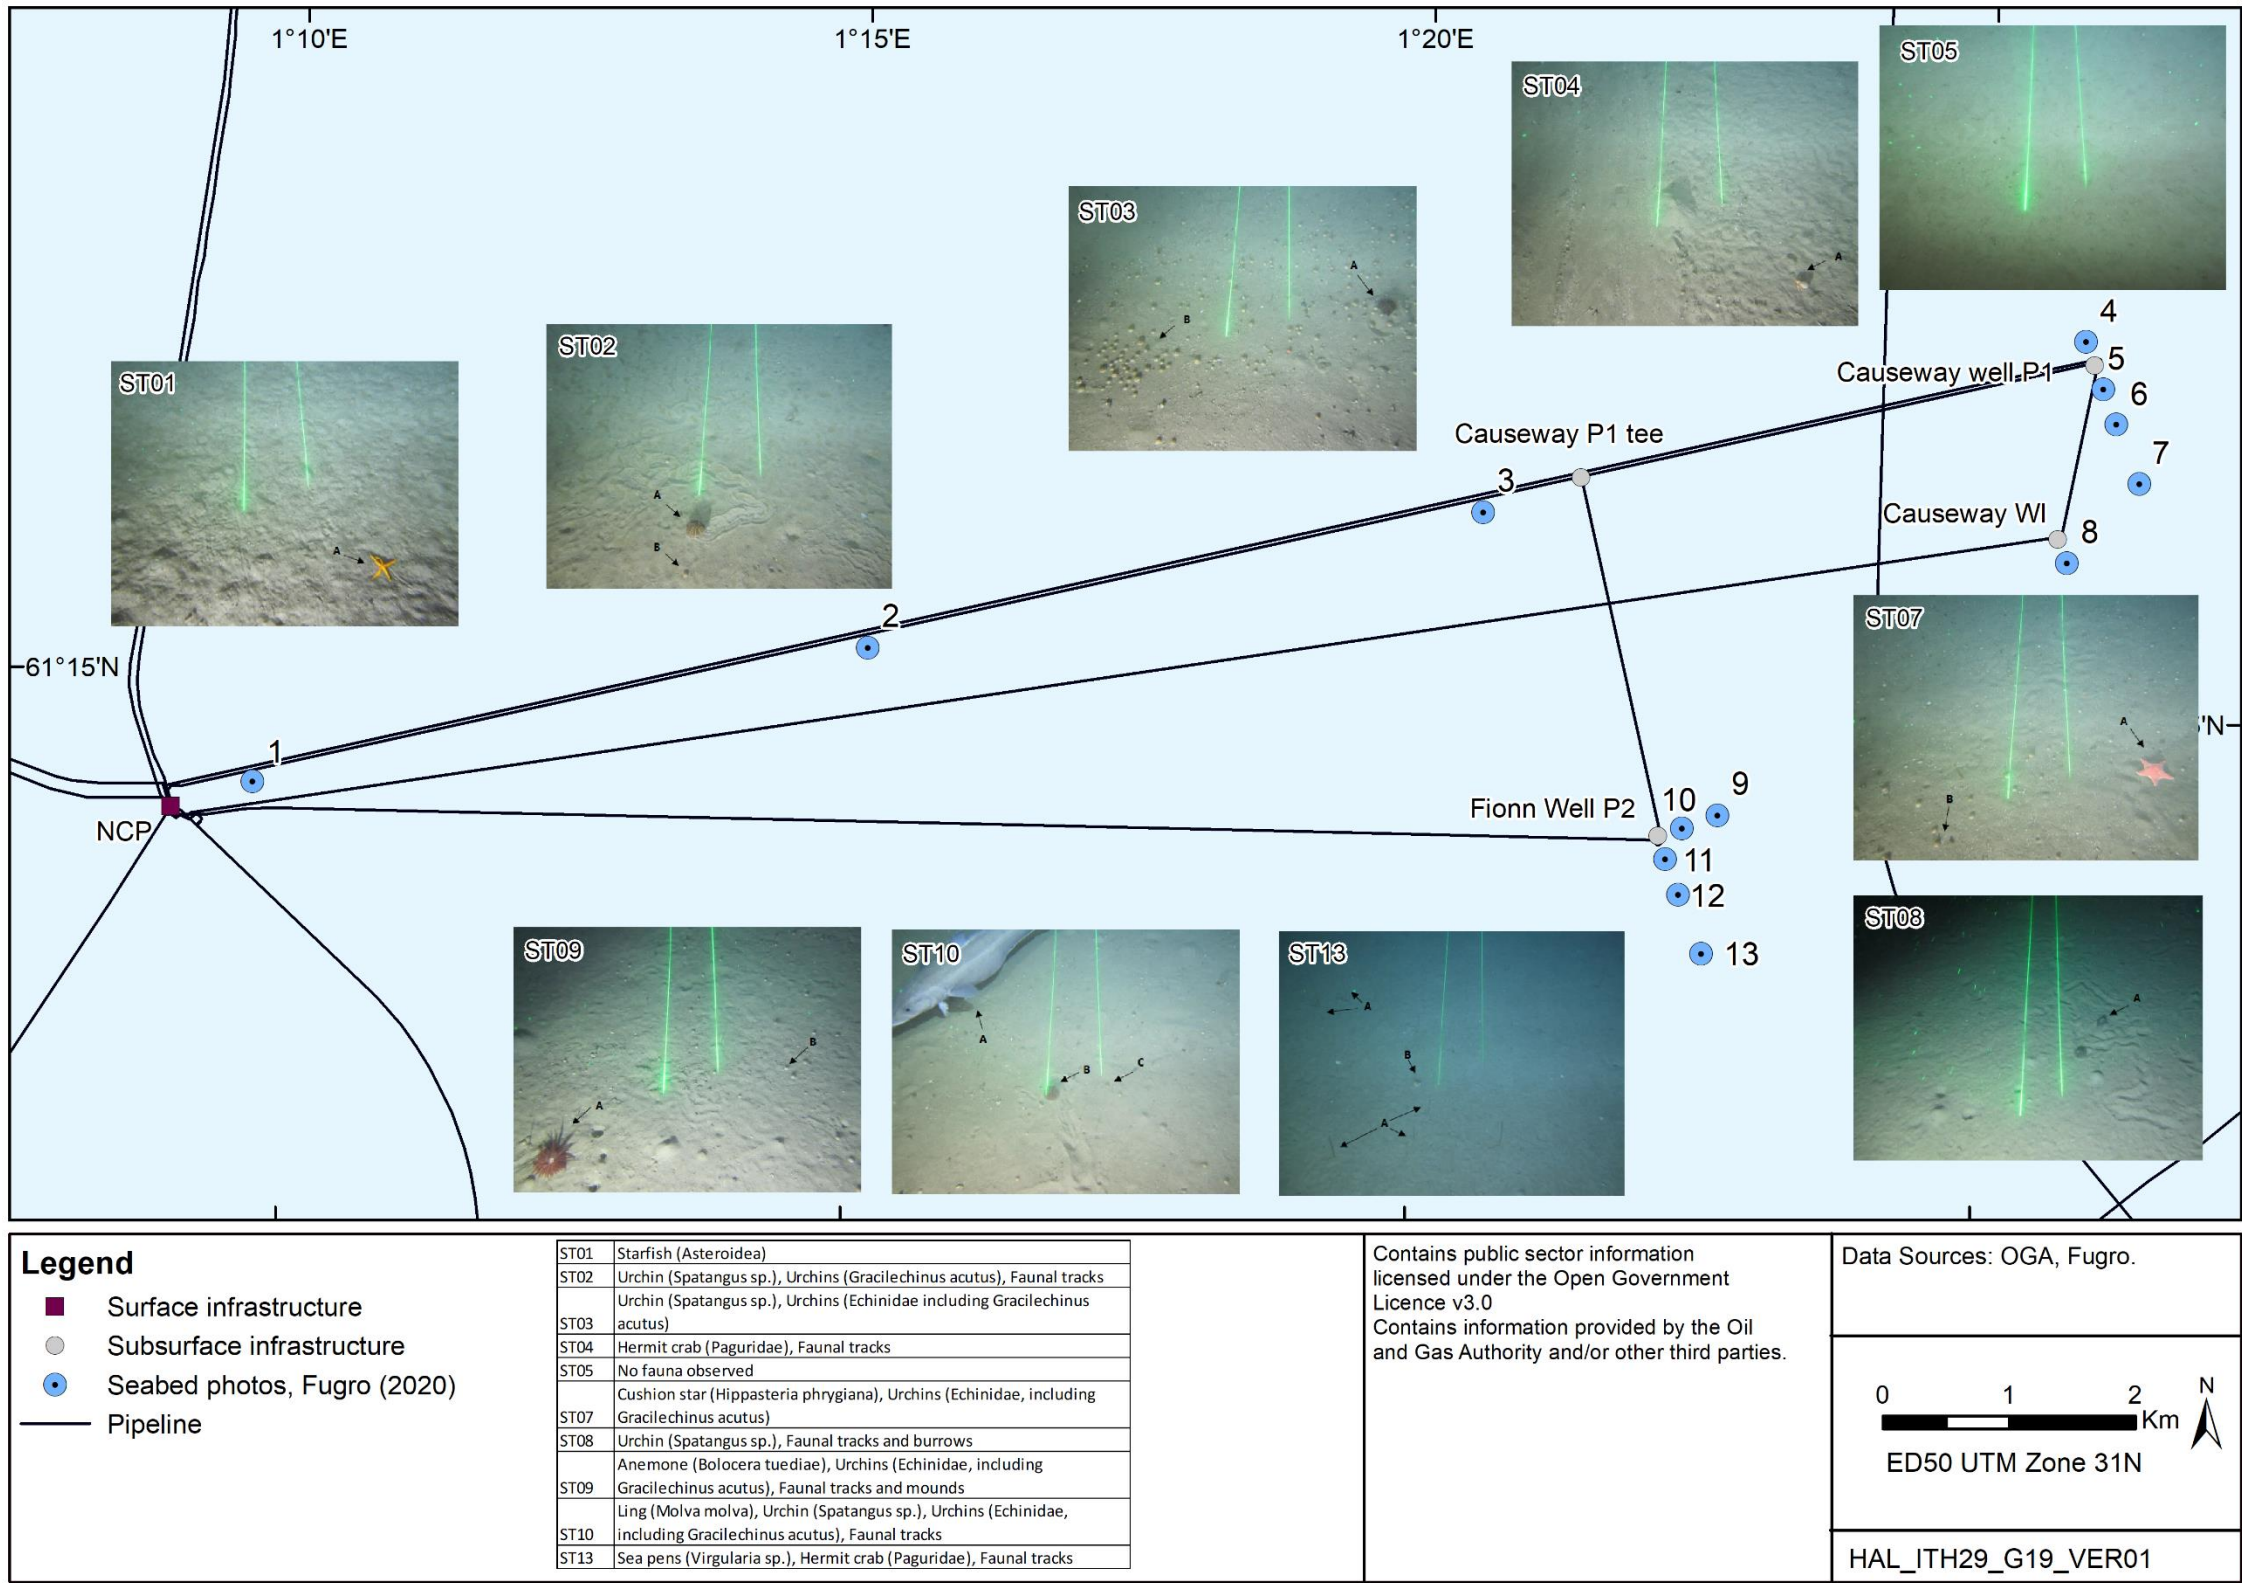 1°10'E
1°15'E
1°20'E
ST05
ST04
ST03
ST02
ST01
A
A
B
A
B
A
4
5
Causeway well P1
6
7
Causeway P1 tee
3
Causeway WI
8
2
61°15'N
1
NCP
ST07
A
B
'N
9
10
Fionn Well P2
11
12
13
ST08
A
ST09
A
B
ST10
A
B
C
ST13
A
B
A
Legend
Surface infrastructure
Subsurface infrastructure
Seabed photos, Fugro (2020)
Pipeline
ST01 Starfish (Asteroidea)
ST02 Urchin (Spatangus sp.), Urchins (Gracilechinus acutus), Faunal tracks
Urchin (Spatangus sp.), Urchins (Echinidae including Gracilechinus
ST03 acutus)
ST04 Hermit crab (Paguridae), Faunal tracks
ST05 No fauna observed
Cushion star (Hippasteria phrygiana), Urchins (Echinidae, including
ST07 Gracilechinus acutus)
ST08 Urchin (Spatangus sp.), Faunal tracks and burrows
Anemone (Bolocera tuediae), Urchins (Echinidae, including
ST09 Gracilechinus acutus), Faunal tracks and mounds
Ling (Molva molva), Urchin (Spatangus sp.), Urchins (Echinidae,
ST10 including Gracilechinus acutus), Faunal tracks
ST13 Sea pens (Virgularia sp.), Hermit crab (Paguridae), Faunal tracks
Contains public sector information
licensed under the Open Government
Licence v3.0
Contains information provided by the Oil
and Gas Authority and/or other third parties.
Data Sources: OGA, Fugro.
0 1 2
Km
N
ED50 UTM Zone 31N
HAL_ITH29_G19_VER01